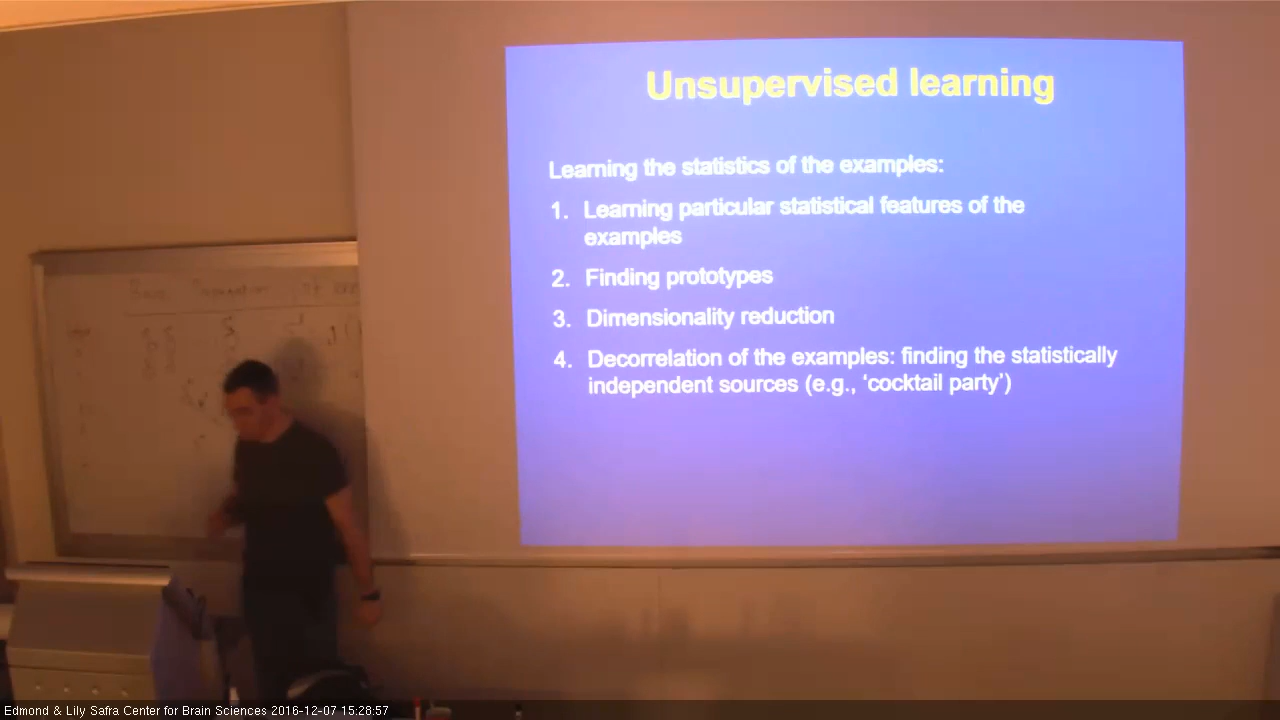 Unsupervised learning
Learning the statistics of the examples:
1. Learning particular statistical features of the
examples
2. Finding prototypes
3. Dimensionality reduction
4. Decorrelation of the examples: finding the statistically
independent sources (e.g., ‘cocktail party’)
Edmond & Lily Safra Center for Brain Sciences 2016-12-07 15:28:57